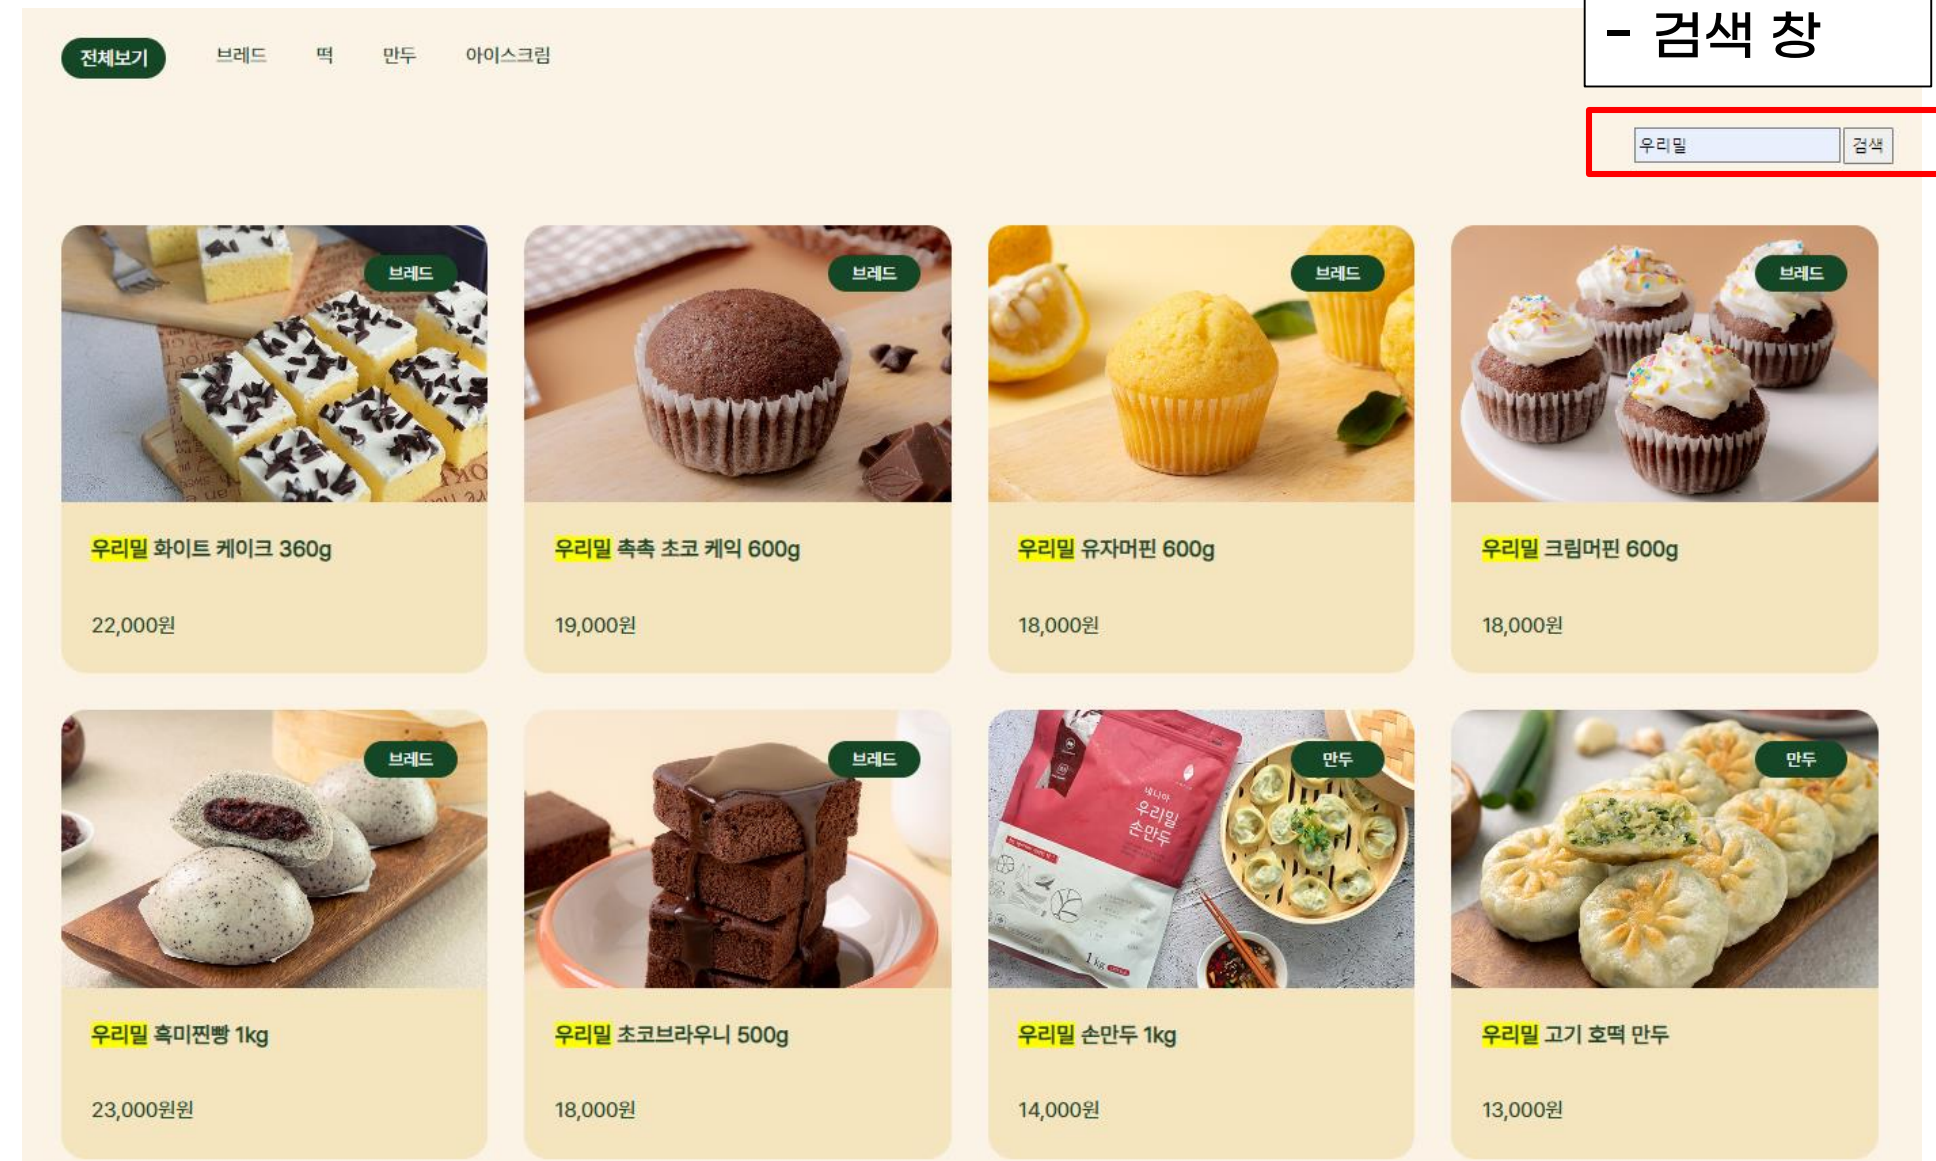 - 검색 창
전체보기 브레드 떡 만두 아이스크림
우리밀 검색
브레드 브레드 브레드 브레드
우리밀 화이트 케이크 360g
우리밀 촉촉 초코 케익 600g
우리밀 유자머핀 600g
우리밀 크림머핀 600g
22,000원
19,000원
18,000원
18,000원
브레드 브레드 만두 만두
네니아
우리밀
손만두
1kg
우리밀 흑미찐빵 1kg
우리밀 초코브라우니 500g
우리밀 손만두 1kg
우리밀 고기 호떡 만두
23,000원원
18,000원
14,000원
13,000원